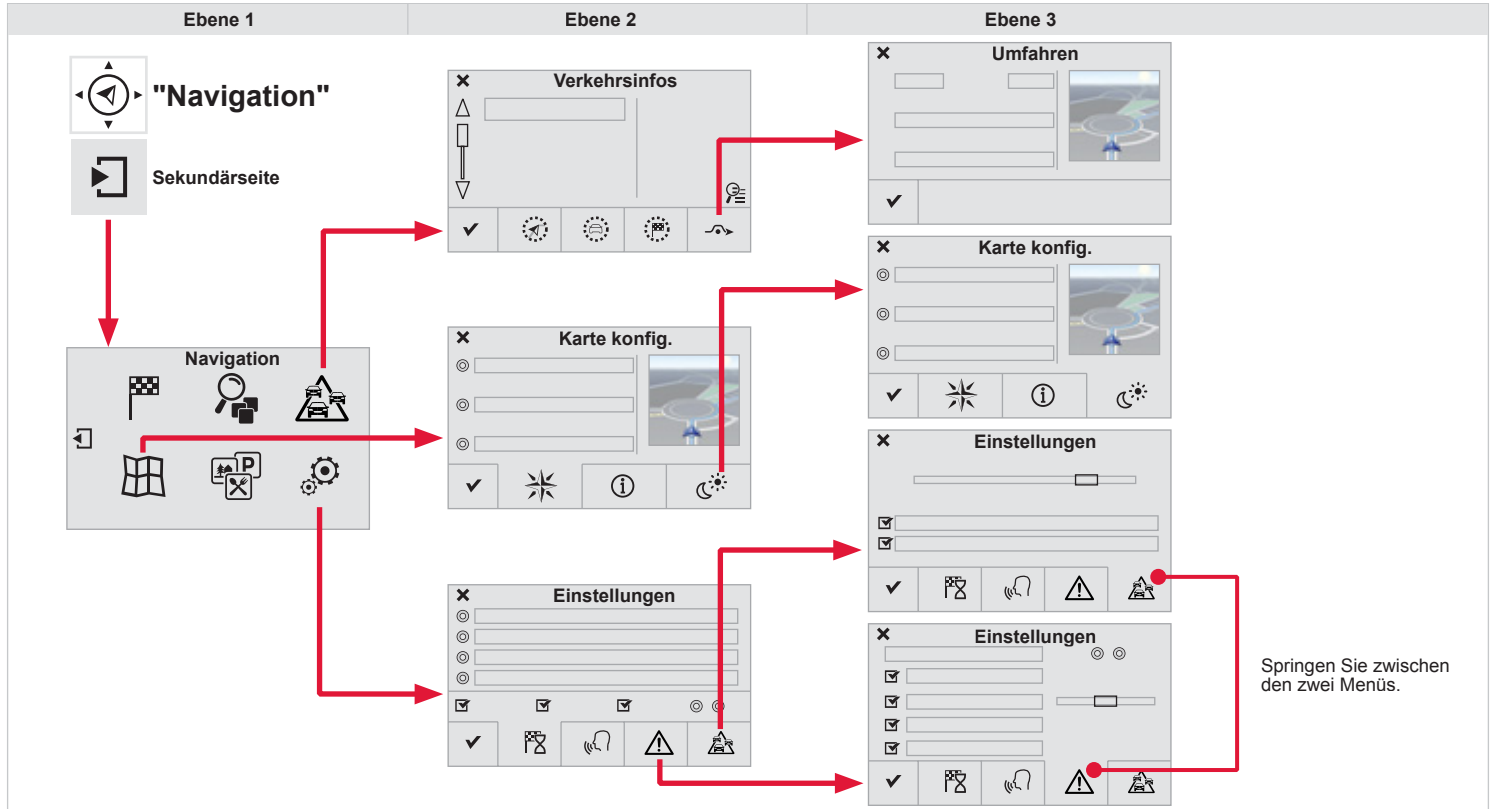 Ebene 1
Ebene 2
Ebene 3
"Navigation"
Sekundärseite
Navigation
P
Verkehrsinfos
Karte konfig.
Einstellungen
Umfahren
Karte konfig.
Einstellungen
Einstellungen
Springen Sie zwischen
den zwei Menüs.